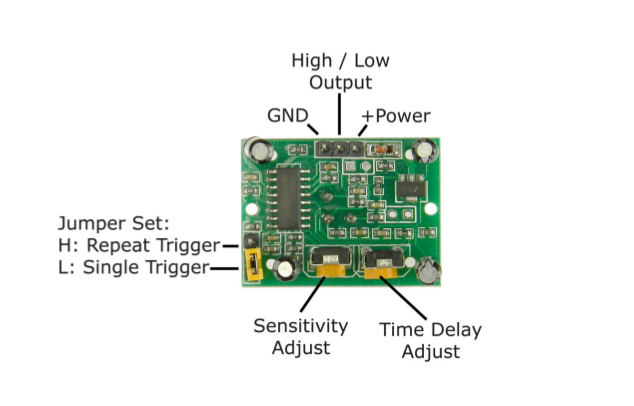 High / Low
Output
GND
+Power
Jumper Set:
H: Repeat Trigger
L: Single Trigger
Sensitivity
Adjust
Time Delay
Adjust